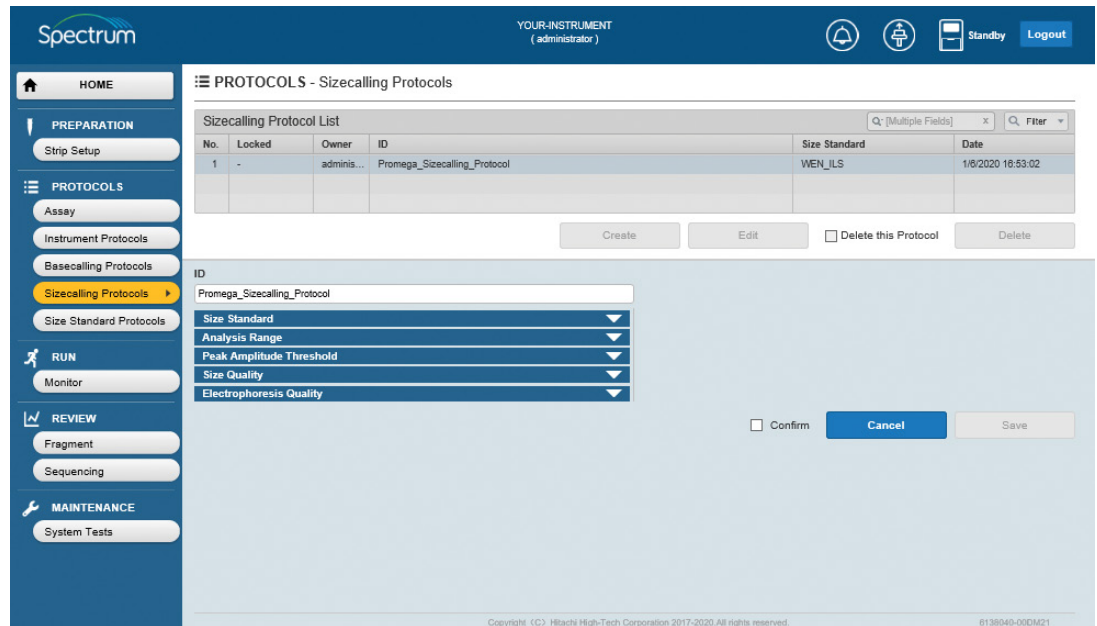 Spectrum
YOUR-INSTRUMENT
( administrator )
Standby
Logout
HOME
PREPARATION
Strip Setup
PROTOCOLS
Assay
Instrument Protocols
Basecalling Protocols
Sizecalling Protocols
Size Standard Protocols
RUN
Monitor
REVIEW
Fragment
Sequencing
MAINTENANCE
System Tests
PROTOCOLS - Sizecalling Protocols
Sizecalling Protocol List
[Multiple Fields] x Filter
No. Locked Owner ID Size Standard Date
1 - adminis... Promega_Sizecalling_Protocol WEN_ILS 1/6/2020 16:53:02
Create Edit Delete this Protocol Delete
ID
Promega_Sizecalling_Protocol
Size Standard
Analysis Range
Peak Amplitude Threshold
Size Quality
Electrophoresis Quality
Confirm Cancel Save
Copyright (C) Hitachi High-Tech Corporation 2017-2020 All rights reserved. 6138040-00DM21